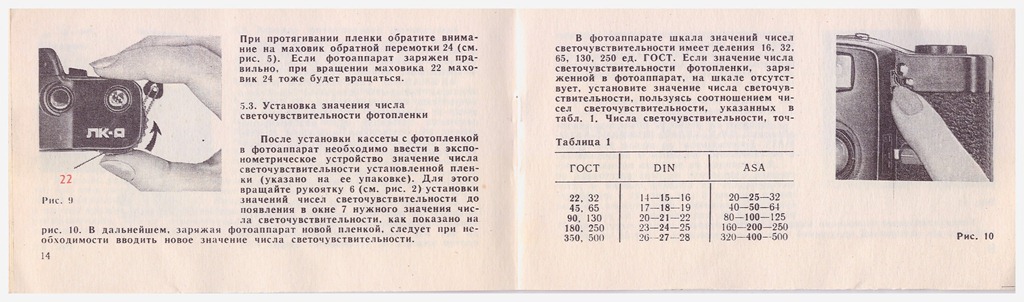 При протягивании пленки обратите внима-
ние на маховик обратной перемотки 24 (см.
рис. 5). Если фотоаппарат заряжен пра-
вильно, при вращении маховика 22 махо-
вик 24 тоже будет вращаться.
5.3. Установка значения числа
светочувствительности фотопленки
После установки кассеты с фотопленкой
в фотоаппарат необходимо ввести в экспо-
нометрическое устройство значение числа
светочувствительности установленной плен-
ки (указано на ее упаковке). Для этого
вращайте рукоятку 6 (см. рис. 2) установки
значений чисел светочувствительности до
появления в окне 7 нужного значения чис-
ла светочувствительности, как показано на
рис. 10. В дальнейшем, заряжая фотоаппарат новой пленкой, следует при не-
обходимости вводить новое значение числа светочувствительности.
ЛК-А
22
Рис. 9
14
В фотоаппарате шкала значений чисел
светочувствительности имеет деления 16, 32,
65, 130, 250 ед. ГОСТ. Если значение числа
светочувствительности фотопленки, заря-
женной в фотоаппарат, на шкале отсутст-
вует, установите значение числа светочув-
ствительности, пользуясь соотношением чи-
сел светочувствительности, указанных в
табл. 1. Числа светочувствительности, точ-
Таблица 1
ГОСТ DIN ASA
22, 32 14—15—16 20—25—32
45, 65 17—18—19 40—50—64
90, 130 20—21—22 80—100—125
180, 250 23—24—25 160—200—250
350, 500 26—27—28 320—400—500
Рис. 10